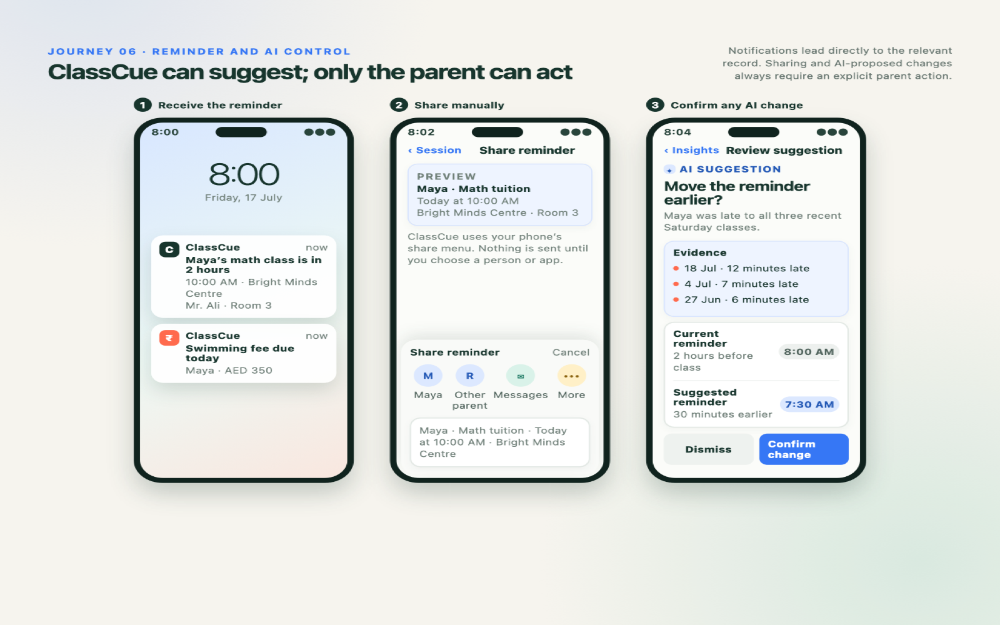 JOURNEY 06 · REMINDER AND AI CONTROL
ClassCue can suggest; only the parent can act
Notifications lead directly to the relevant
record. Sharing and AI-proposed changes
always require an explicit parent action.
1 Receive the reminder
8:00
8:00
Friday, 17 July
C
ClassCue now
Maya’s math class is in
2 hours
10:00 AM · Bright Minds
Centre
Mr. Ali · Room 3
₹
ClassCue now
Swimming fee due
today
Maya · AED 350
2 Share manually
8:02
‹ Session Share reminder
PREVIEW
Maya · Math tuition
Today at 10:00 AM
Bright Minds Centre · Room 3
ClassCue uses your phone’s
share menu. Nothing is sent until
you choose a person or app.
Share reminder Cancel
M R ✉ •••
Maya Other Messages More
parent
Maya · Math tuition · Today
at 10:00 AM · Bright Minds
Centre
3 Confirm any AI change
8:04
‹ Insights Review suggestion
✦ AI SUGGESTION
Move the reminder
earlier?
Maya was late to all three recent
Saturday classes.
Evidence
18 Jul · 12 minutes late
4 Jul · 7 minutes late
27 Jun · 6 minutes late
Current
reminder
2 hours before
class
8:00 AM
Suggested
reminder
30 minutes earlier
7:30 AM
Dismiss
Confirm
change